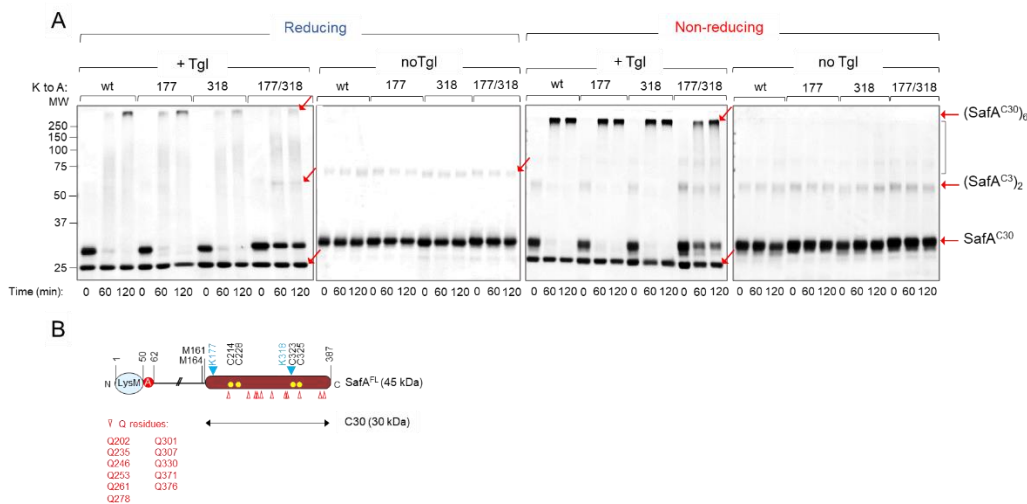 A
Reducing
Non-reducing
+ TgI
noTgI
+ TgI
no TgI
K to A: wt 177 318 177/318 wt 177 318 177/318 wt 177 318 177/318 wt 177 318 177/318
MW
250
150
100
75
50
37
25
(SafA^C30)6
(SafA^C3)2
SafA^C30
Time (min): 0 60 120 0 60 120 0 60 120 0 60 120 0 60 120 0 60 120 0 60 120 0 60 120 0 60 120 0 60 120 0 60 120 0 60 120 0 60 120 0 60 120 0 60 120 0 60 120
B
1 50 62 M161 M164 K177 C214 C228 K318 C323 C325 387
N LysM A // C SafA^FL (45 kDa)
C30 (30 kDa)
Q residues:
Q202 Q301
Q235 Q307
Q246 Q330
Q253 Q371
Q261 Q376
Q278